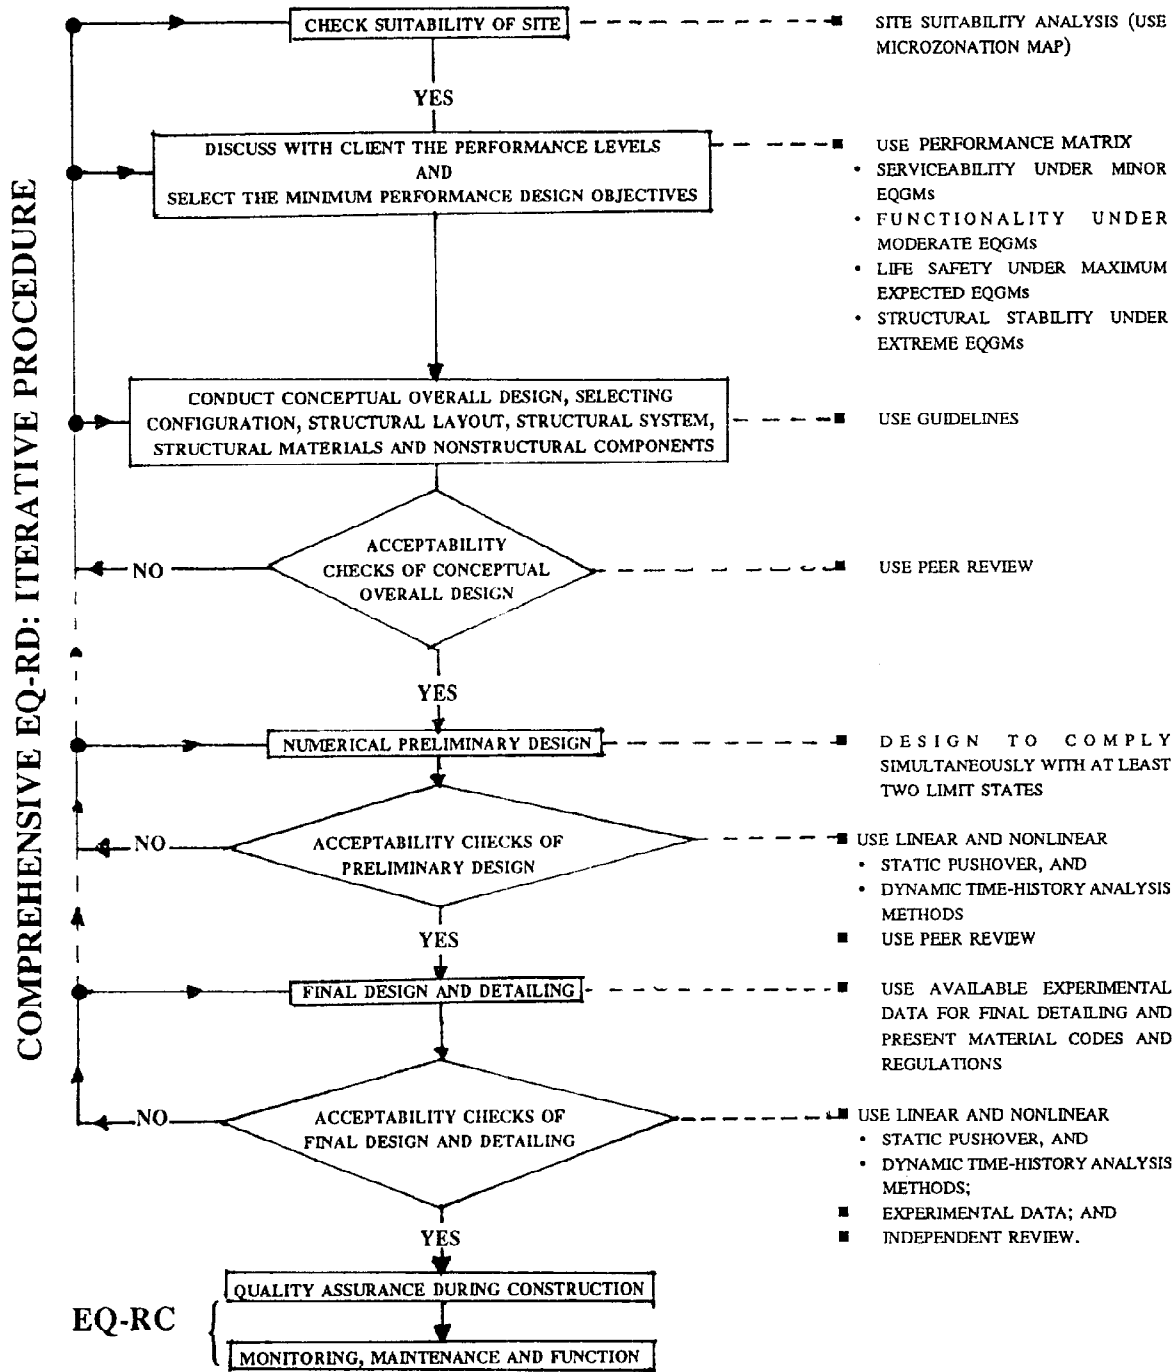 COMPREHENSIVE EQ-RD: ITERATIVE PROCEDURE
CHECK SUITABILITY OF SITE
SITE SUITABILITY ANALYSIS (USE
MICROZONATION MAP)
YES
DISCUSS WITH CLIENT THE PERFORMANCE LEVELS
AND
SELECT THE MINIMUM PERFORMANCE DESIGN OBJECTIVES
USE PERFORMANCE MATRIX
• SERVICEABILITY UNDER MINOR
EQGMs
• FUNCTIONALITY UNDER
MODERATE EQGMs
• LIFE SAFETY UNDER MAXIMUM
EXPECTED EQGMs
• STRUCTURAL STABILITY UNDER
EXTREME EQGMs
CONDUCT CONCEPTUAL OVERALL DESIGN, SELECTING
CONFIGURATION, STRUCTURAL LAYOUT, STRUCTURAL SYSTEM,
STRUCTURAL MATERIALS AND NONSTRUCTURAL COMPONENTS
USE GUIDELINES
ACCEPTABILITY
CHECKS OF CONCEPTUAL
OVERALL DESIGN
NO
USE PEER REVIEW
YES
NUMERICAL PRELIMINARY DESIGN
DESIGN TO COMPLY
SIMULTANEOUSLY WITH AT LEAST
TWO LIMIT STATES
ACCEPTABILITY CHECKS OF
PRELIMINARY DESIGN
NO
USE LINEAR AND NONLINEAR
• STATIC PUSHOVER, AND
• DYNAMIC TIME-HISTORY ANALYSIS
METHODS
USE PEER REVIEW
YES
FINAL DESIGN AND DETAILING
USE AVAILABLE EXPERIMENTAL
DATA FOR FINAL DETAILING AND
PRESENT MATERIAL CODES AND
REGULATIONS
ACCEPTABILITY CHECKS OF
FINAL DESIGN AND DETAILING
NO
USE LINEAR AND NONLINEAR
• STATIC PUSHOVER, AND
• DYNAMIC TIME-HISTORY ANALYSIS
METHODS;
EXPERIMENTAL DATA; AND
INDEPENDENT REVIEW.
YES
QUALITY ASSURANCE DURING CONSTRUCTION
EQ-RC
MONITORING, MAINTENANCE AND FUNCTION